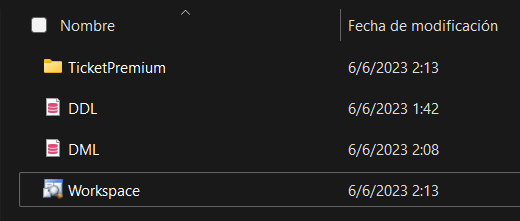 Nombre Fecha de modificación
TicketPremium 6/6/2023 2:13
DDL 6/6/2023 1:42
DML 6/6/2023 2:08
Workspace 6/6/2023 2:13